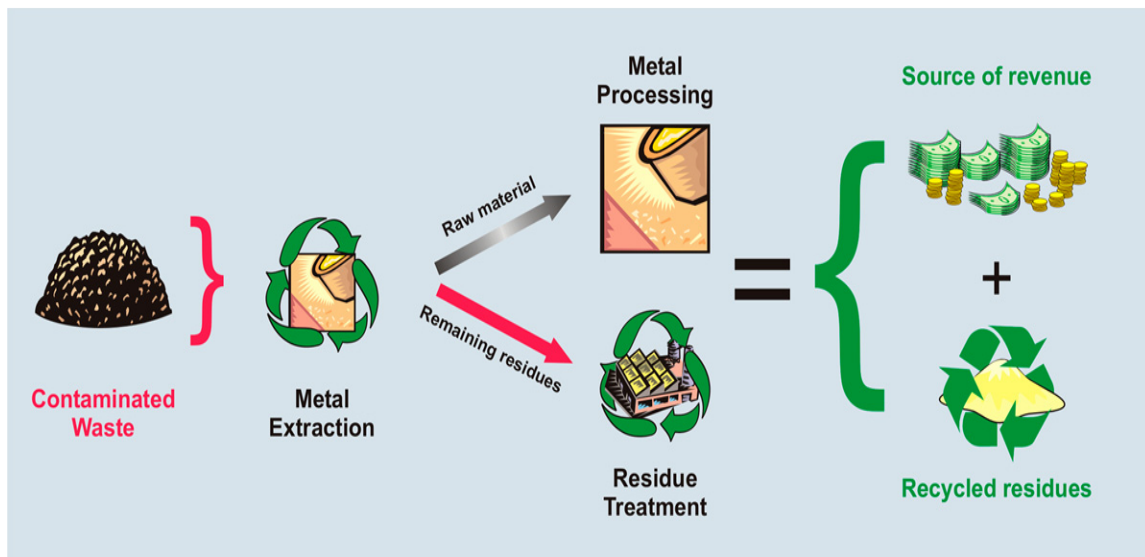 Contaminated
Waste
Metal
Extraction
Raw material
Remaining residues
Metal
Processing
Residue
Treatment
=
Source of revenue
+
Recycled residues